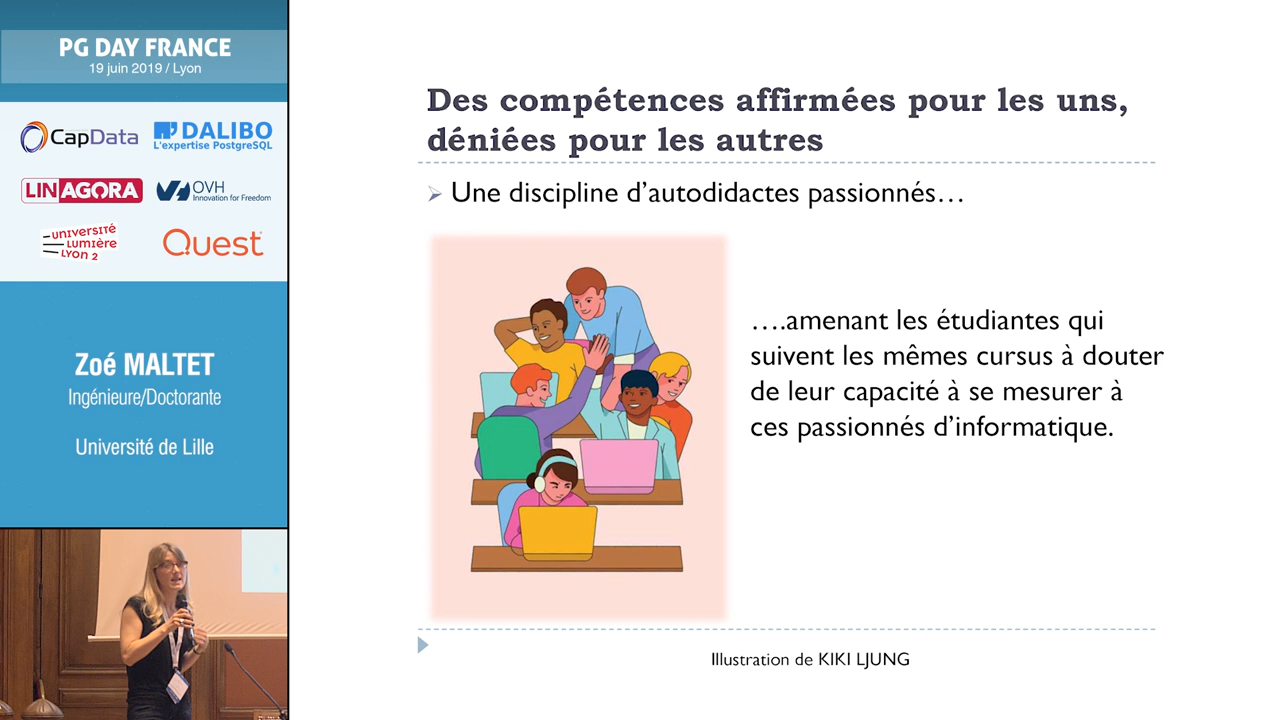 PG DAY FRANCE
19 juin 2019 / Lyon
CapData
DALIBO
L'expertise PostgreSQL
LINAGORA
OVH
Innovation for Freedom
UNIVERSITÉ
LUMIÈRE
LYON 2
Quest
Zoé MALTET
Ingénieure/Doctorante
Université de Lille
Des compétences affirmées pour les uns,
déniées pour les autres
Une discipline d’autodidactes passionnés…
….amenant les étudiantes qui
suivent les mêmes cursus à douter
de leur capacité à se mesurer à
ces passionnés d’informatique.
Illustration de KIKI LJUNG